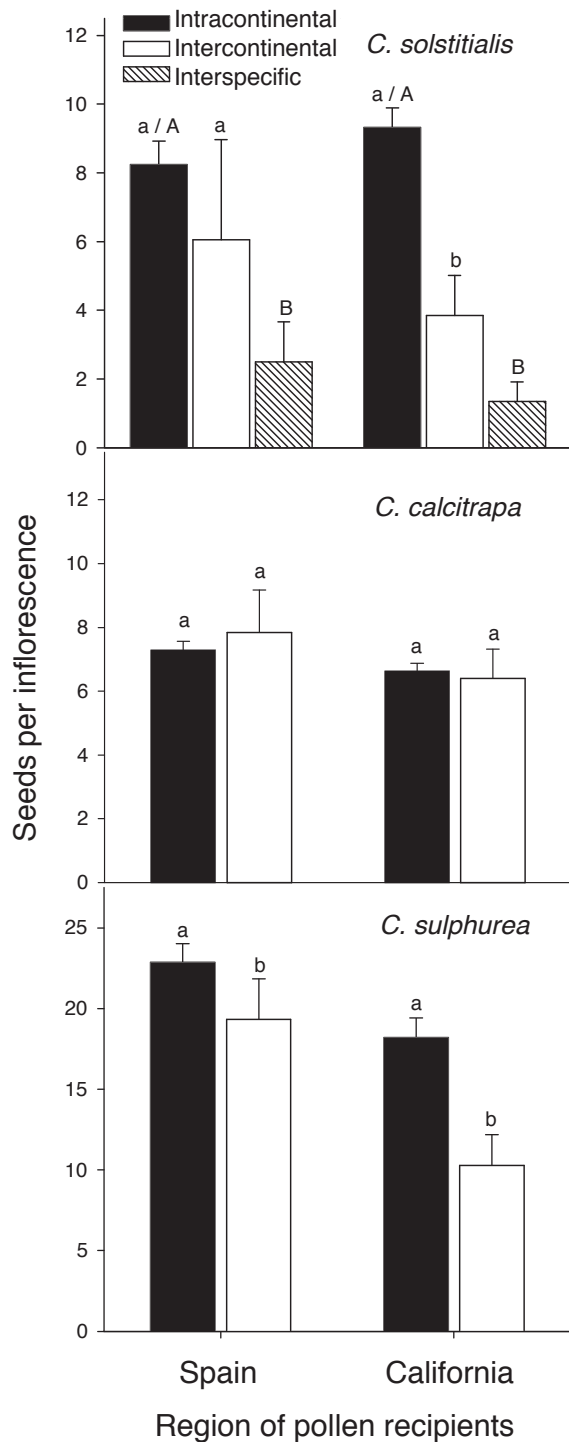 Intracontinental
Intercontinental
Interspecific
C. solstitialis
12
10
8
6
4
2
0
a / A
a
B
a / A
b
B
C. calcitrapa
12
10
8
6
4
2
0
a
a
a
a
C. sulphurea
25
20
15
10
5
0
a
b
a
b
Seeds per inflorescence
Spain California
Region of pollen recipients